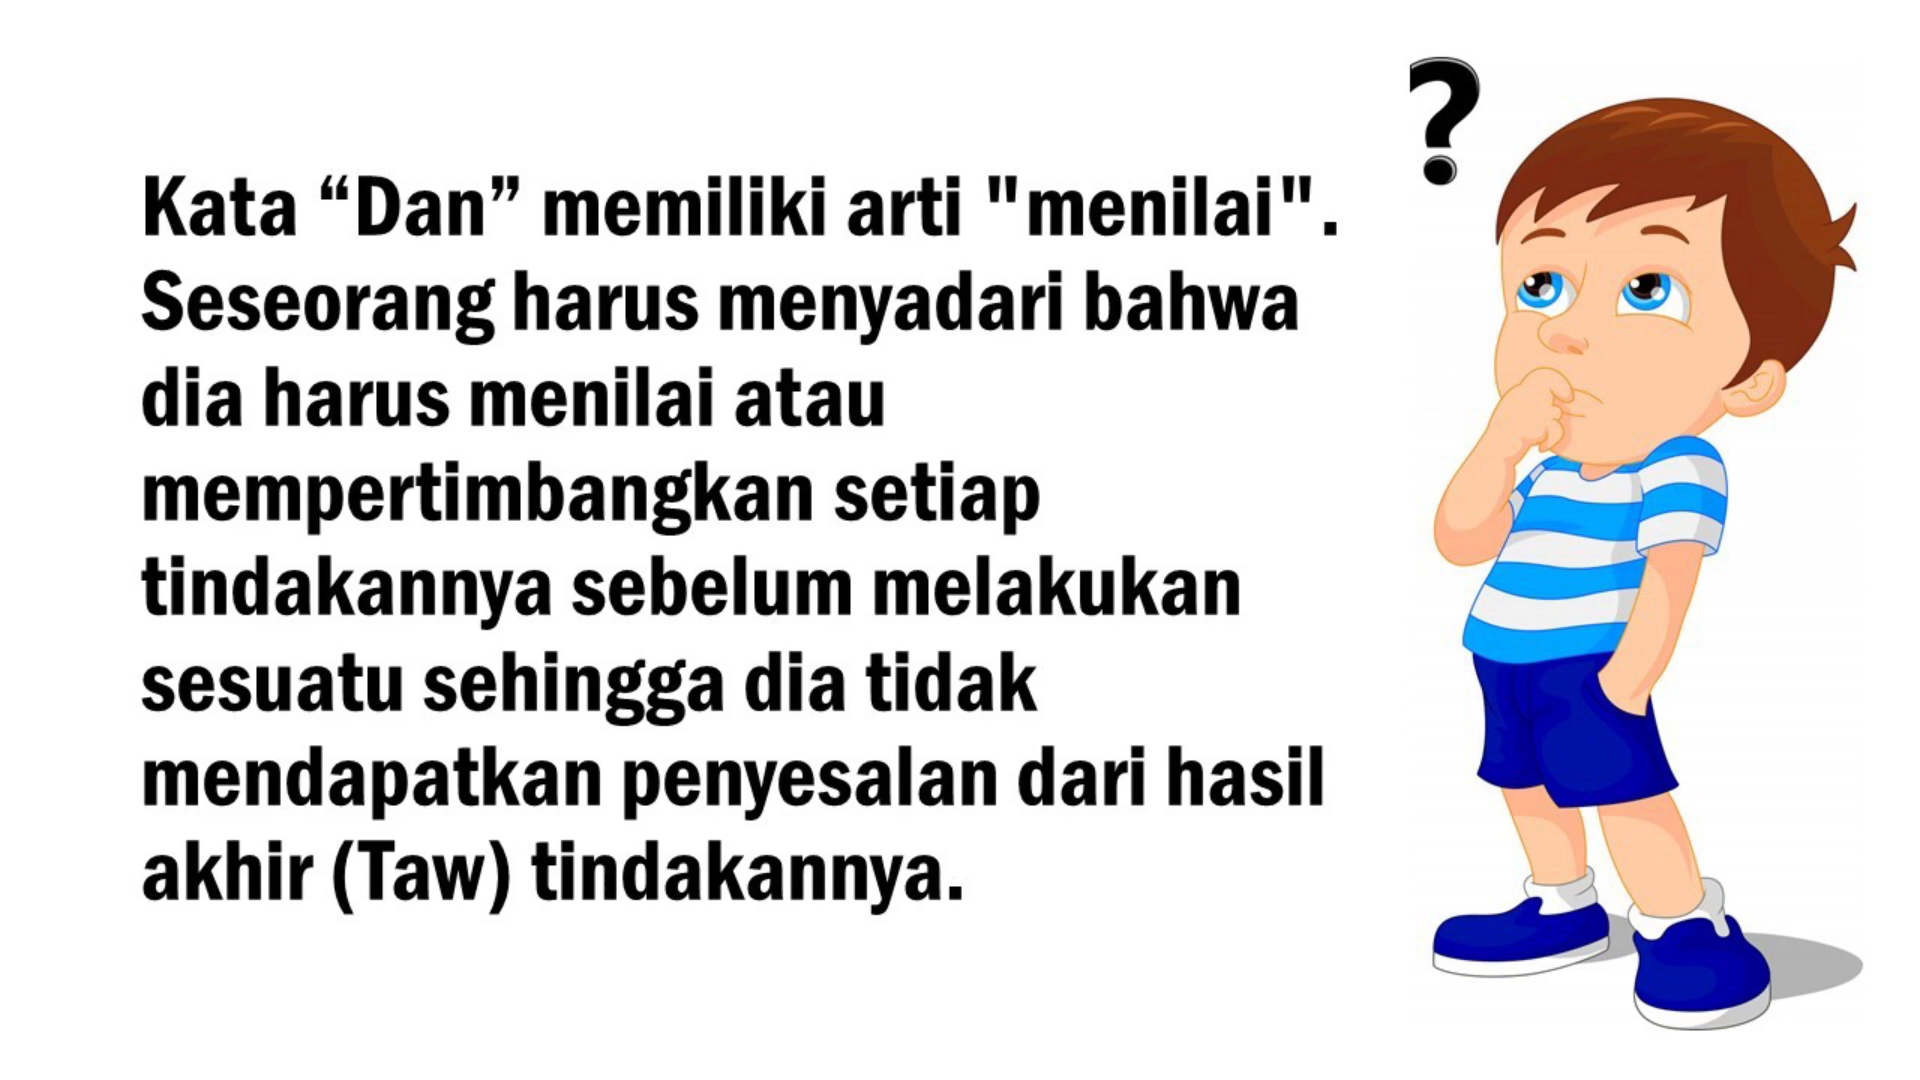 ?
Kata “Dan” memiliki arti "menilai".
Seseorang harus menyadari bahwa
dia harus menilai atau
mempertimbangkan setiap
tindakannya sebelum melakukan
sesuatu sehingga dia tidak
mendapatkan penyesalan dari hasil
akhir (Taw) tindakannya.